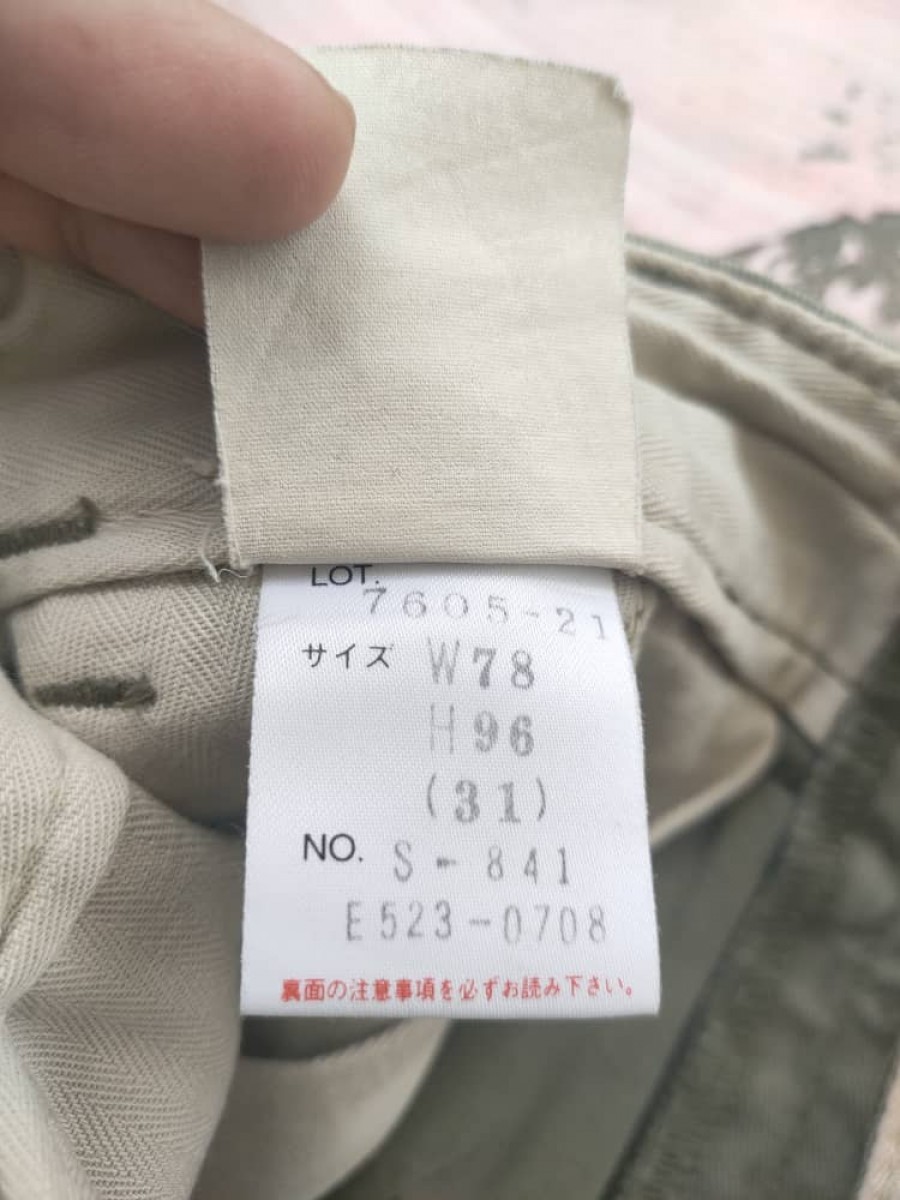 LOT. 7605-21
サイズ W78
H96
(31)
NO. S-841
E523-0708
裏面の注意事項を必ずお読み下さい。